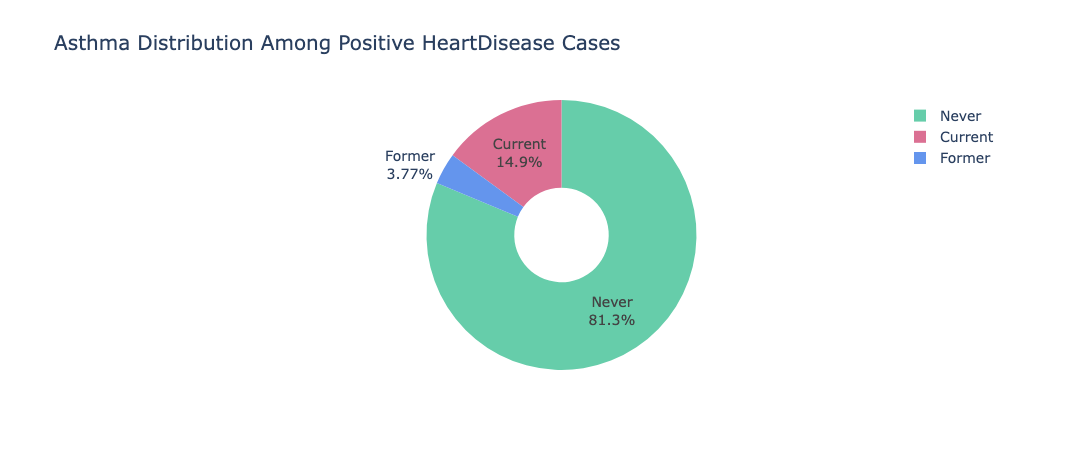 Asthma Distribution Among Positive HeartDisease Cases
Never
Current
Former
Current
14.9%
Former
3.77%
Never
81.3%